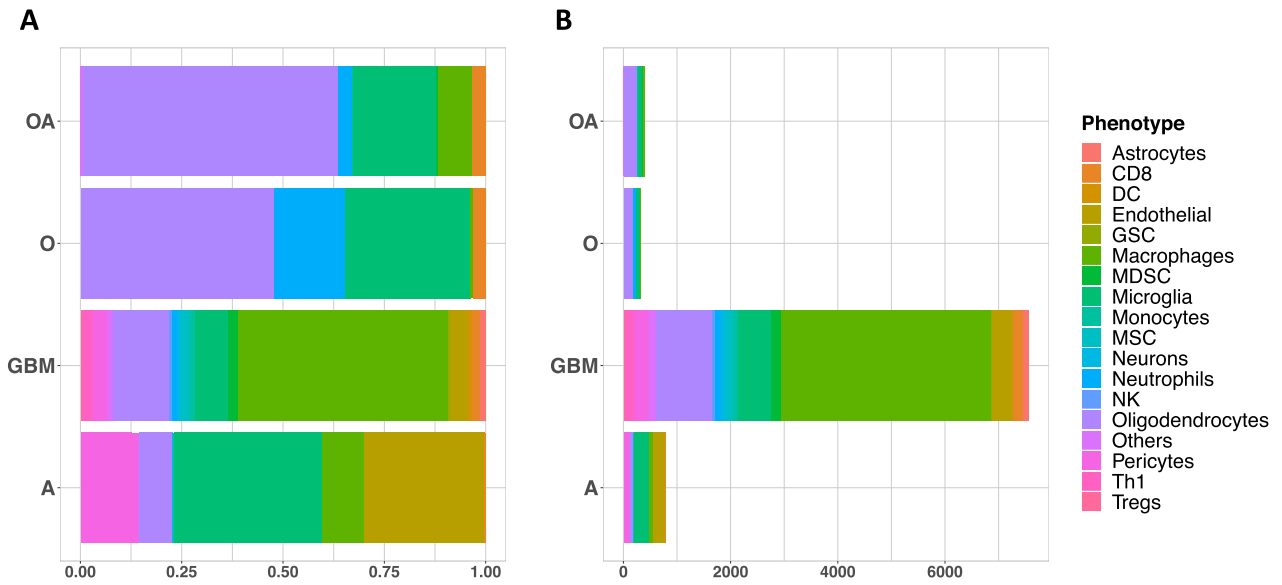 A
B
OA
O
GBM
A
0.00 0.25 0.50 0.75 1.00
OA
O
GBM
A
0 2000 4000 6000
Phenotype
Astrocytes
CD8
DC
Endothelial
GSC
Macrophages
MDSC
Microglia
Monocytes
MSC
Neurons
Neutrophils
NK
Oligodendrocytes
Others
Pericytes
Th1
Tregs